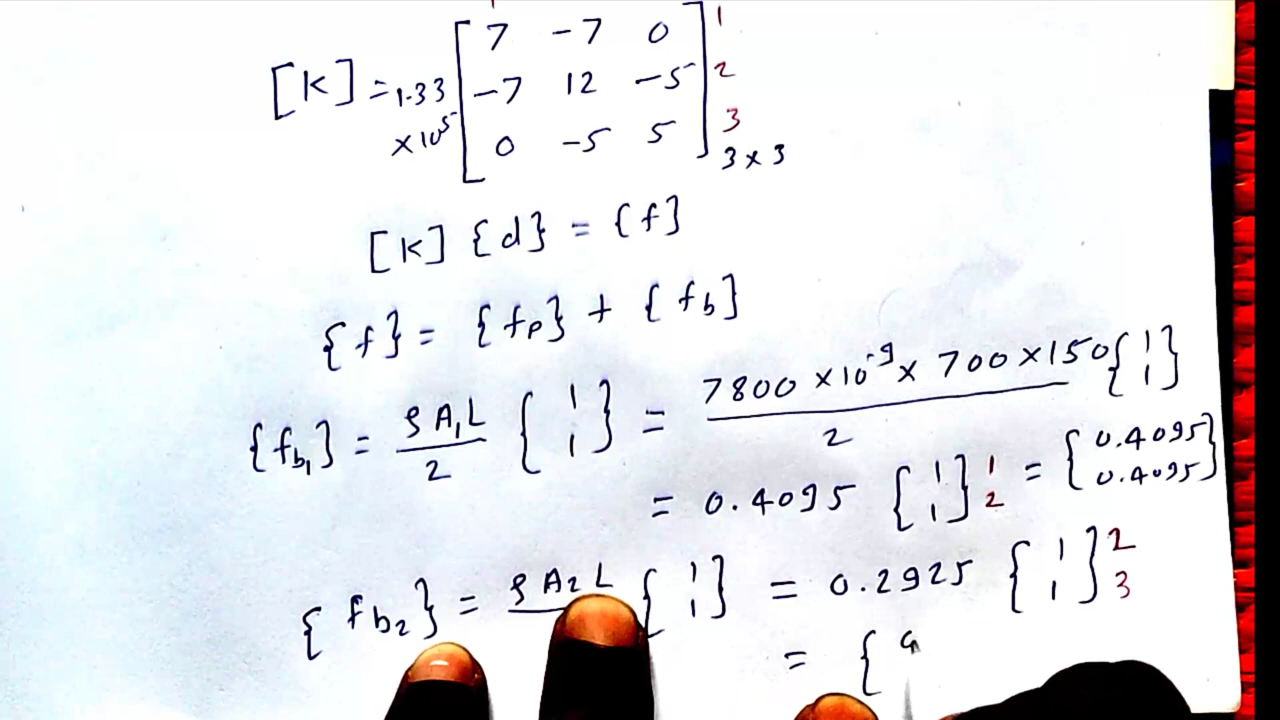 [K] = 1.33 × 10⁵ [ 7 -7 0 ] 1
[ -7 12 -5 ] 2
[ 0 -5 5 ] 3
3 × 3
[K] {d} = {f}
{f} = {fp} + {fb}
{fb₁} = ρA₁L / 2 {1 1} = 7800 × 10⁻⁹ × 700 × 150 / 2 {1 1}
= 0.4095 {1 1} 1 2 = {0.4095 0.4095}
{fb₂} = ρA₂L {1 1} = 0.2925 {1 1} 2 3
= {